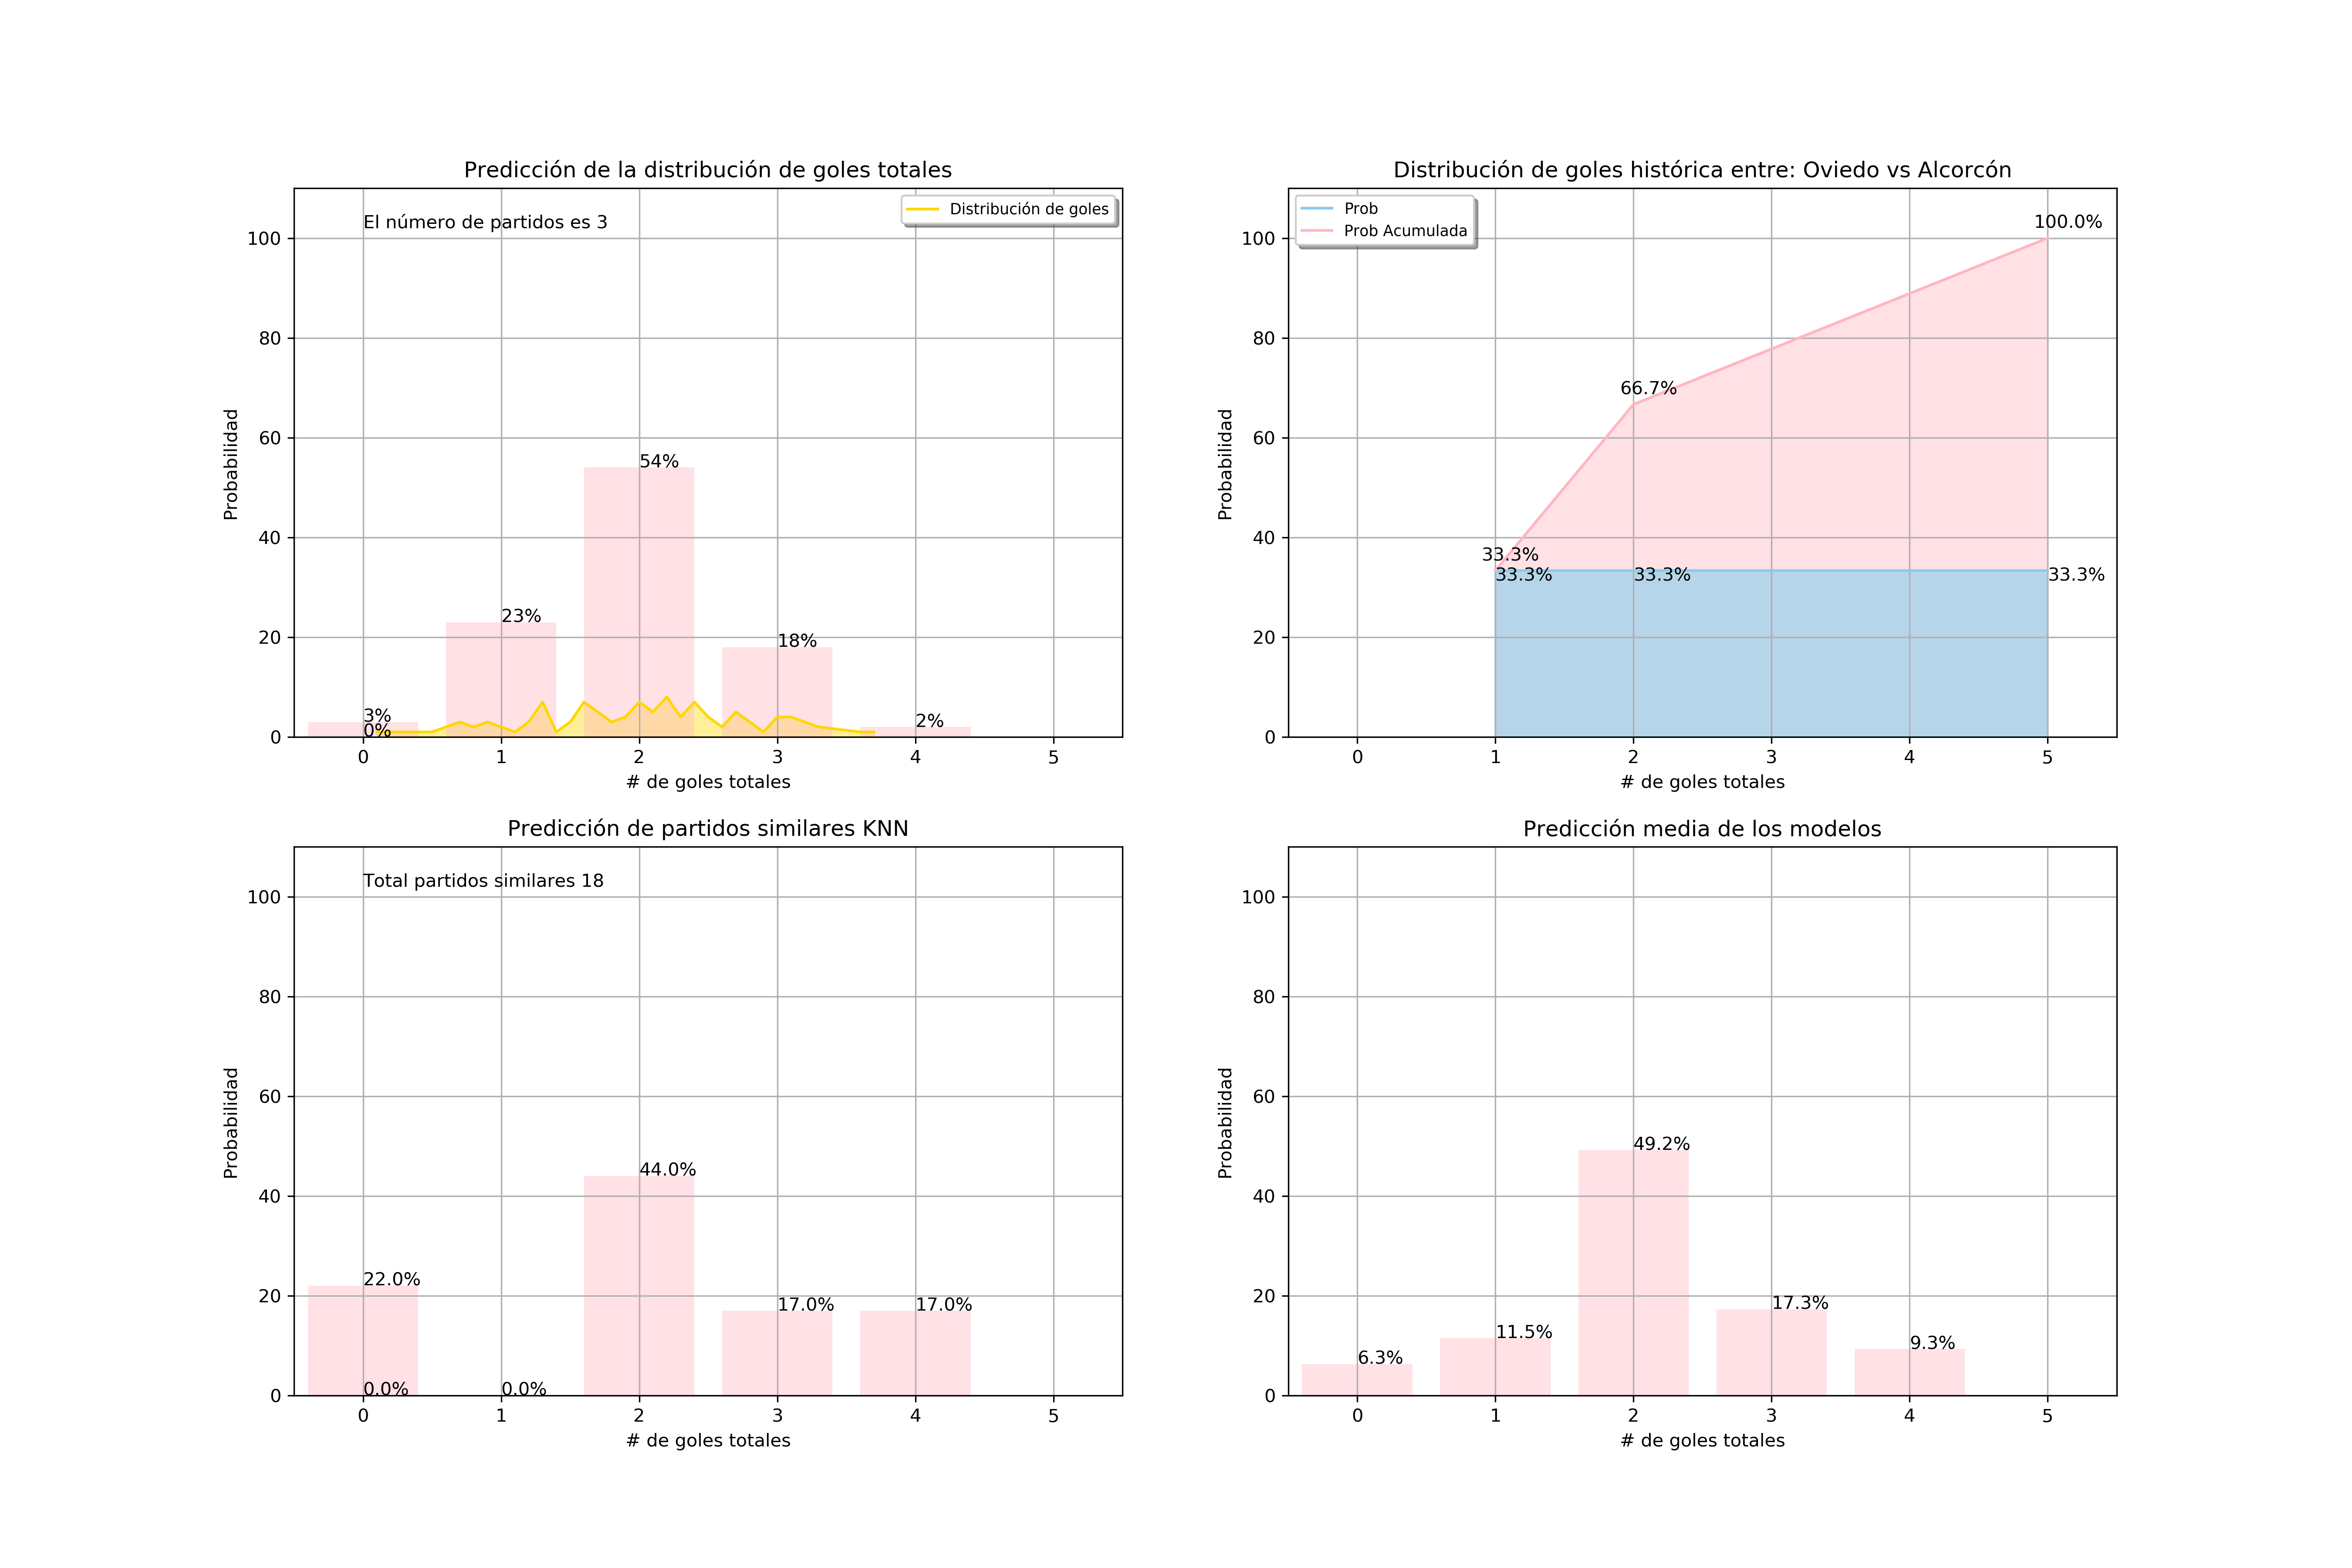 Predicción de la distribución de goles totales
El número de partidos es 3
Distribución de goles
100
80
60
40
20
0
Probabilidad
54%
23%
18%
3%
0%
2%
0 1 2 3 4 5
# de goles totales
Distribución de goles histórica entre: Oviedo vs Alcorcón
Prob
Prob Acumulada
100.0%
100
80
60
40
20
0
Probabilidad
66.7%
33.3%
33.3% 33.3% 33.3%
0 1 2 3 4 5
# de goles totales
Predicción de partidos similares KNN
Total partidos similares 18
100
80
60
40
20
0
Probabilidad
44.0%
22.0%
17.0% 17.0%
0.0% 0.0%
0 1 2 3 4 5
# de goles totales
Predicción media de los modelos
100
80
60
40
20
0
Probabilidad
49.2%
17.3%
11.5%
9.3%
6.3%
0 1 2 3 4 5
# de goles totales